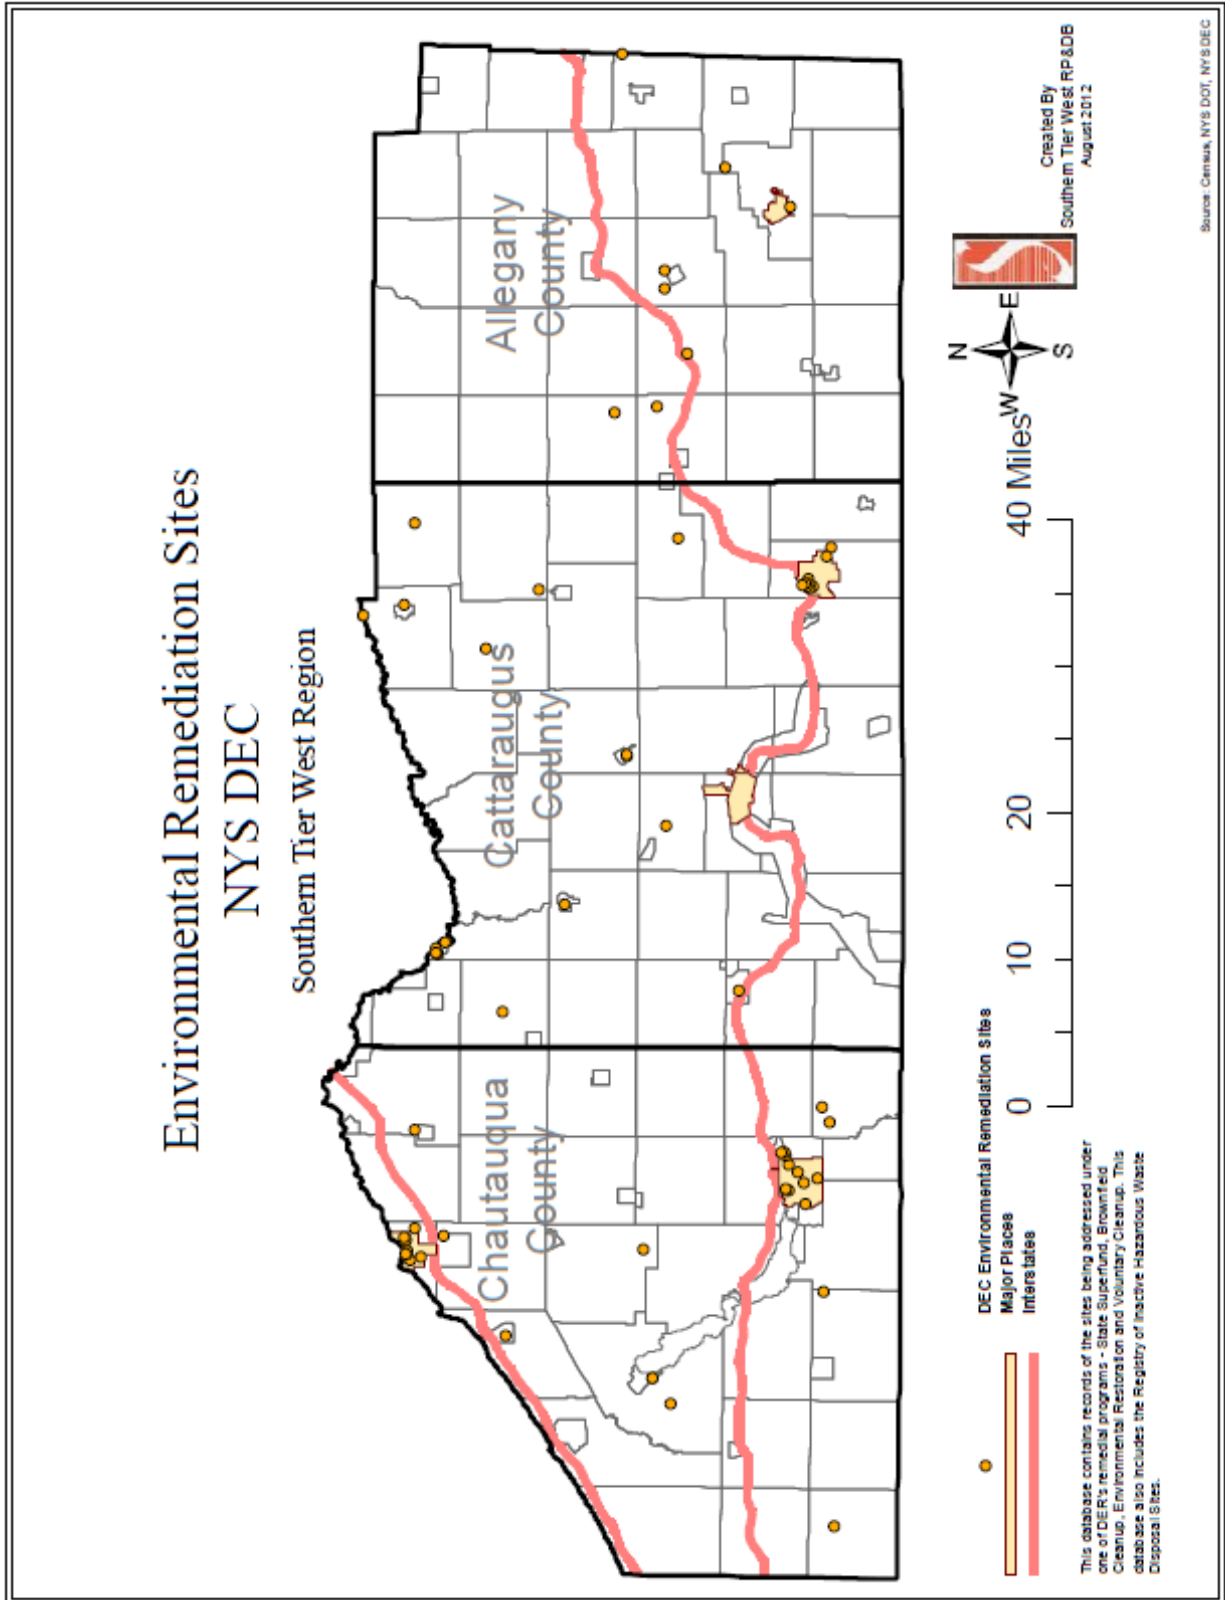 Environmental Remediation Sites
NYS DEC
Southern Tier West Region
Chautauqua
County
Cattaraugus
County
Allegany
County
DEC Environmental Remediation Sites
Major Places
Interstates
This database contains records of the sites being addressed under
one of DER's remedial programs - State Superfund, Brownfield
Cleanup, Environmental Restoration and Voluntary Cleanup. This
database also includes the Registry of Inactive Hazardous Waste
Disposal Sites.
0 10 20 40 Miles
N
W E
S
Created By
Southern Tier West RP&DB
August 2012
Source: Census, NYS DOT, NYSDEC